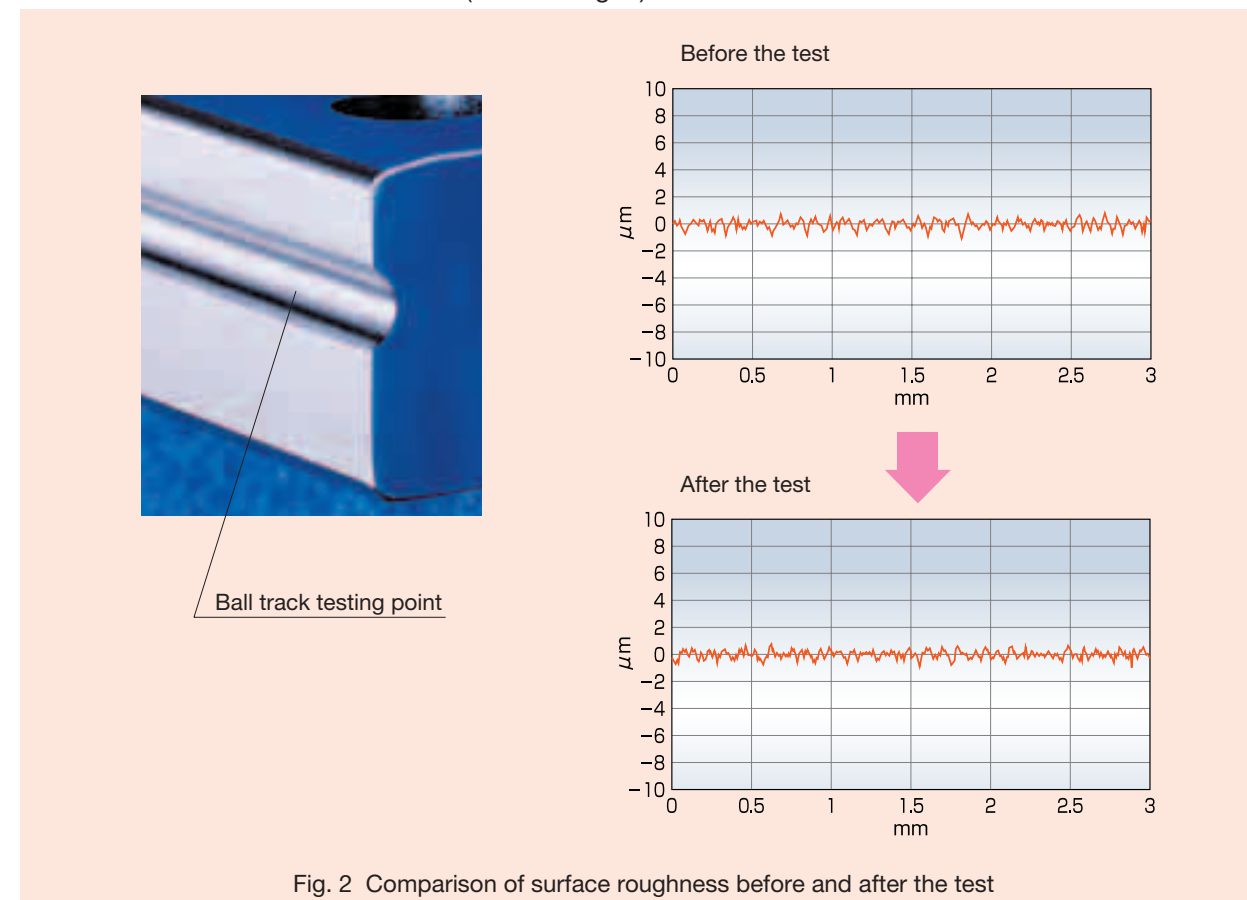 Before the test
10
8
6
4
2
0
−2
−4
−6
−8
−10
μm
0 0.5 1 1.5 2 2.5 3
mm
After the test
10
8
6
4
2
0
−2
−4
−6
−8
−10
μm
0 0.5 1 1.5 2 2.5 3
mm
Ball track testing point
Fig. 2 Comparison of surface roughness before and after the test